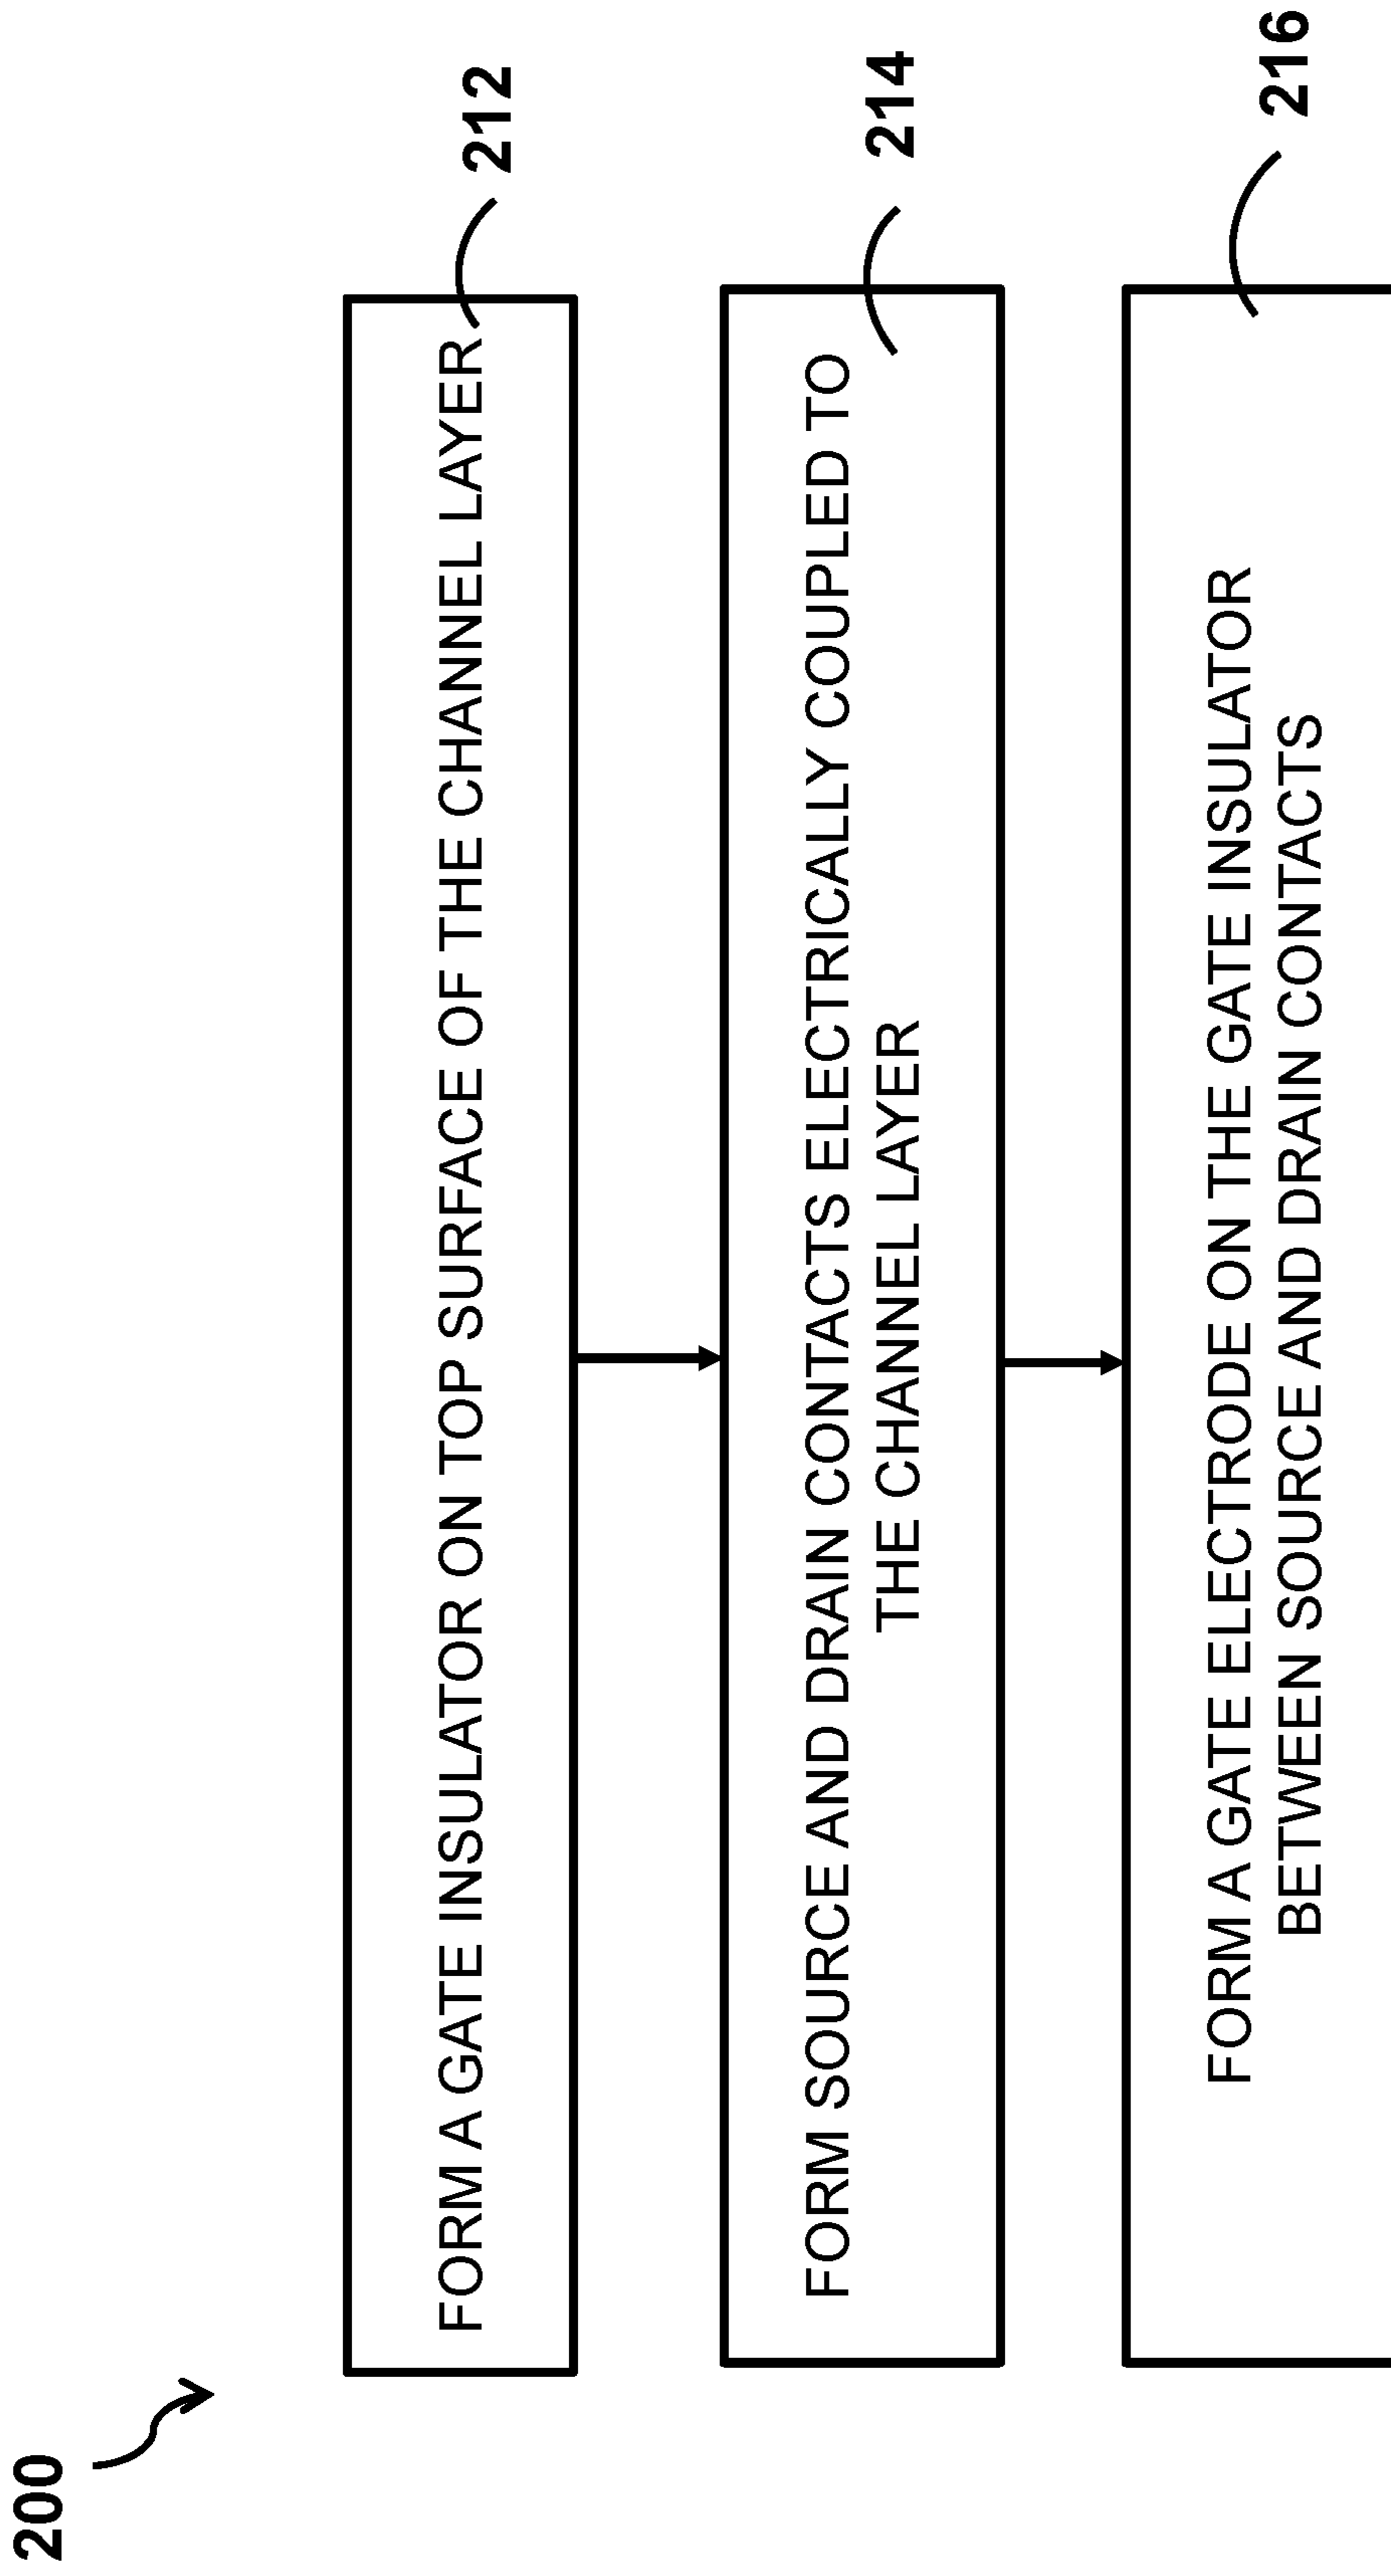 200
FORM A GATE INSULATOR ON TOP SURFACE OF THE CHANNEL LAYER
212
FORM SOURCE AND DRAIN CONTACTS ELECTRICALLY COUPLED TO
THE CHANNEL LAYER
214
FORM A GATE ELECTRODE ON THE GATE INSULATOR
BETWEEN SOURCE AND DRAIN CONTACTS
216